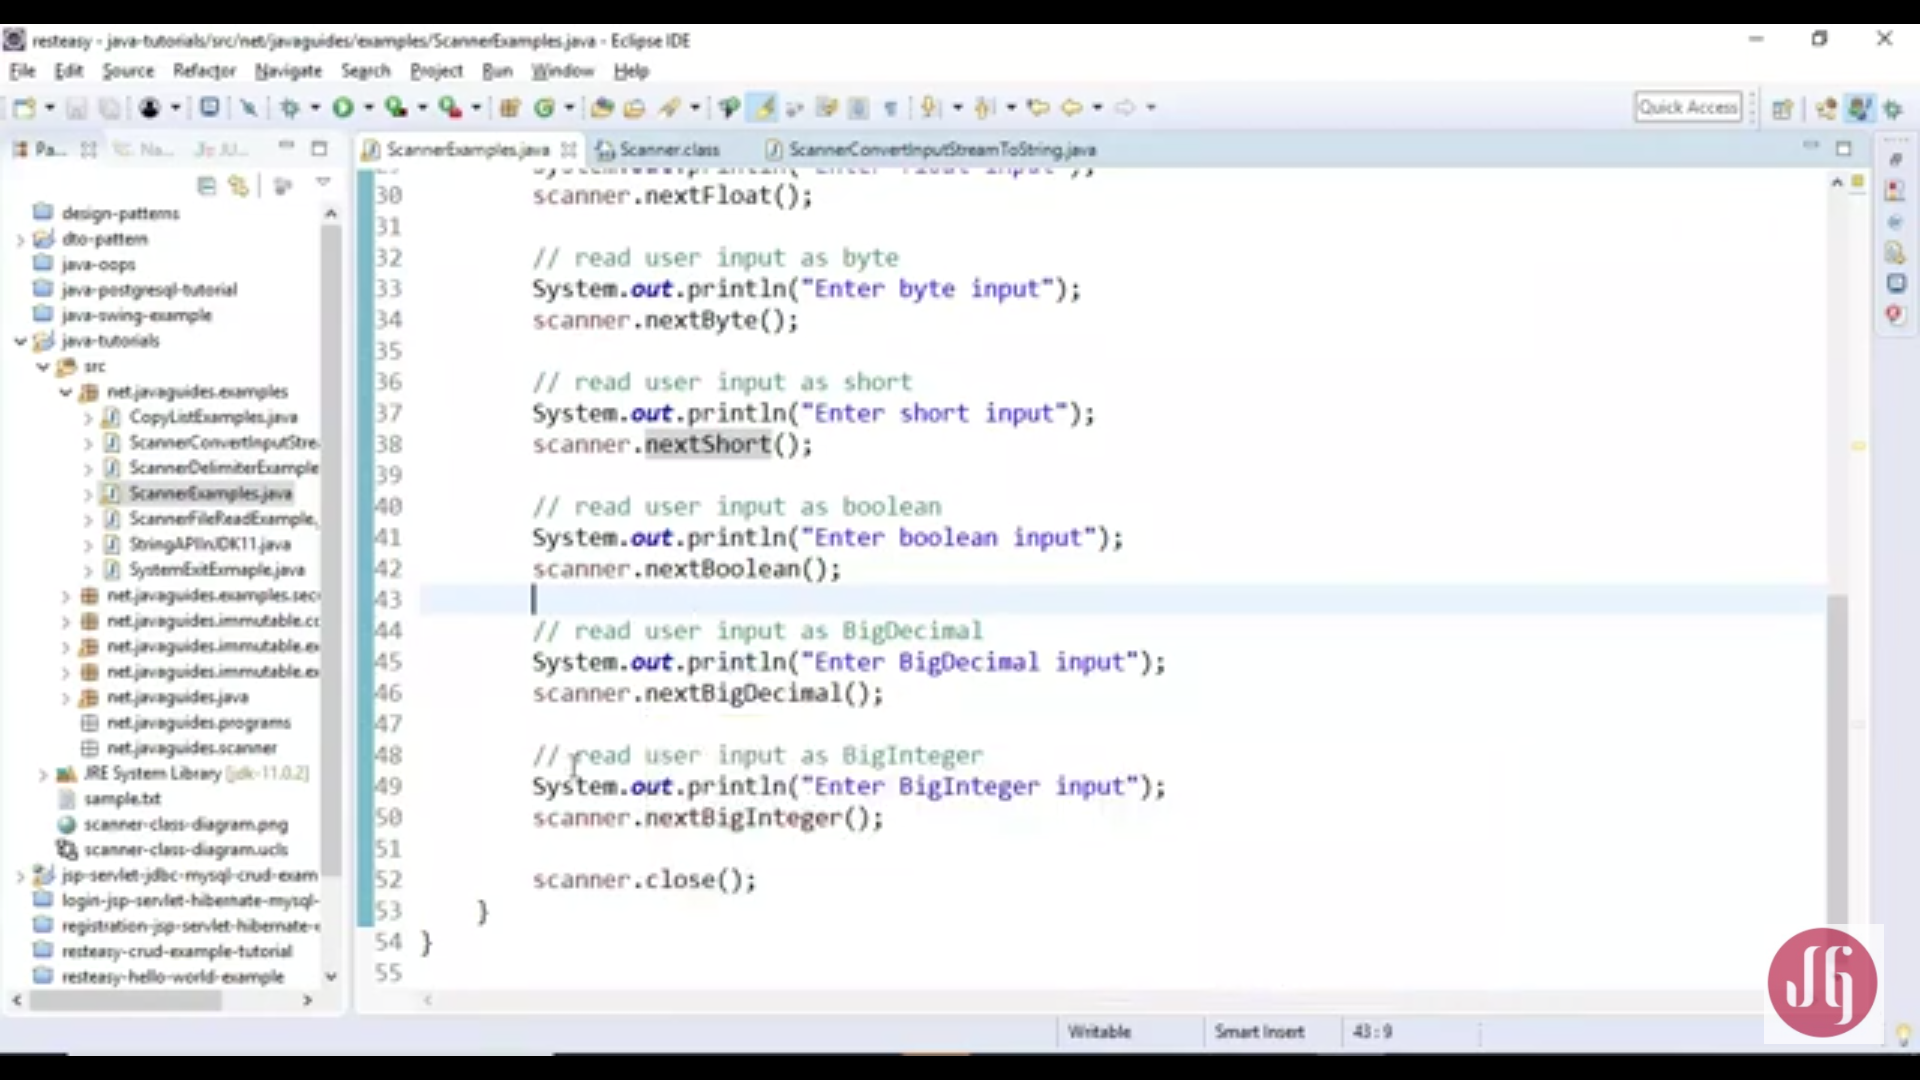 resteasy - java-tutorials/src/net/javaguides/examples/ScannerExamples.java - Eclipse IDE
File Edit Source Refactor Navigate Search Project Run Window Help
Quick Access
Pa... Na... JU...
ScannerExamples.java Scanner.class ScannerConvertInputStreamToString.java
design-patterns
dto-pattern
java-oops
java-postgresql-tutorial
java-swing-example
java-tutorials
src
net.javaguides.examples
CopyListExamples.java
ScannerConvertInputStre
ScannerDelimiterExample
ScannerExamples.java
ScannerFileReadExample.
StringAPIInJDK11.java
SystemExitExmaple.java
net.javaguides.examples.sec
net.javaguides.immutable.co
net.javaguides.immutable.ex
net.javaguides.immutable.ex
net.javaguides.java
net.javaguides.programs
net.javaguides.scanner
JRE System Library [jdk-11.0.2]
sample.txt
scanner-class-diagram.png
scanner-class-diagram.ucls
jsp-servlet-jdbc-mysql-crud-exam
login-jsp-servlet-hibernate-mysql-
registration-jsp-servlet-hibernate-e
resteasy-crud-example-tutorial
resteasy-hello-world-example
29 System.out.println("Enter float input");
30 scanner.nextFloat();
31
32 // read user input as byte
33 System.out.println("Enter byte input");
34 scanner.nextByte();
35
36 // read user input as short
37 System.out.println("Enter short input");
38 scanner.nextShort();
39
40 // read user input as boolean
41 System.out.println("Enter boolean input");
42 scanner.nextBoolean();
43
44 // read user input as BigDecimal
45 System.out.println("Enter BigDecimal input");
46 scanner.nextBigDecimal();
47
48 // read user input as BigInteger
49 System.out.println("Enter BigInteger input");
50 scanner.nextBigInteger();
51
52 scanner.close();
53 }
54 }
55
Writable Smart Insert 43 : 9
JG